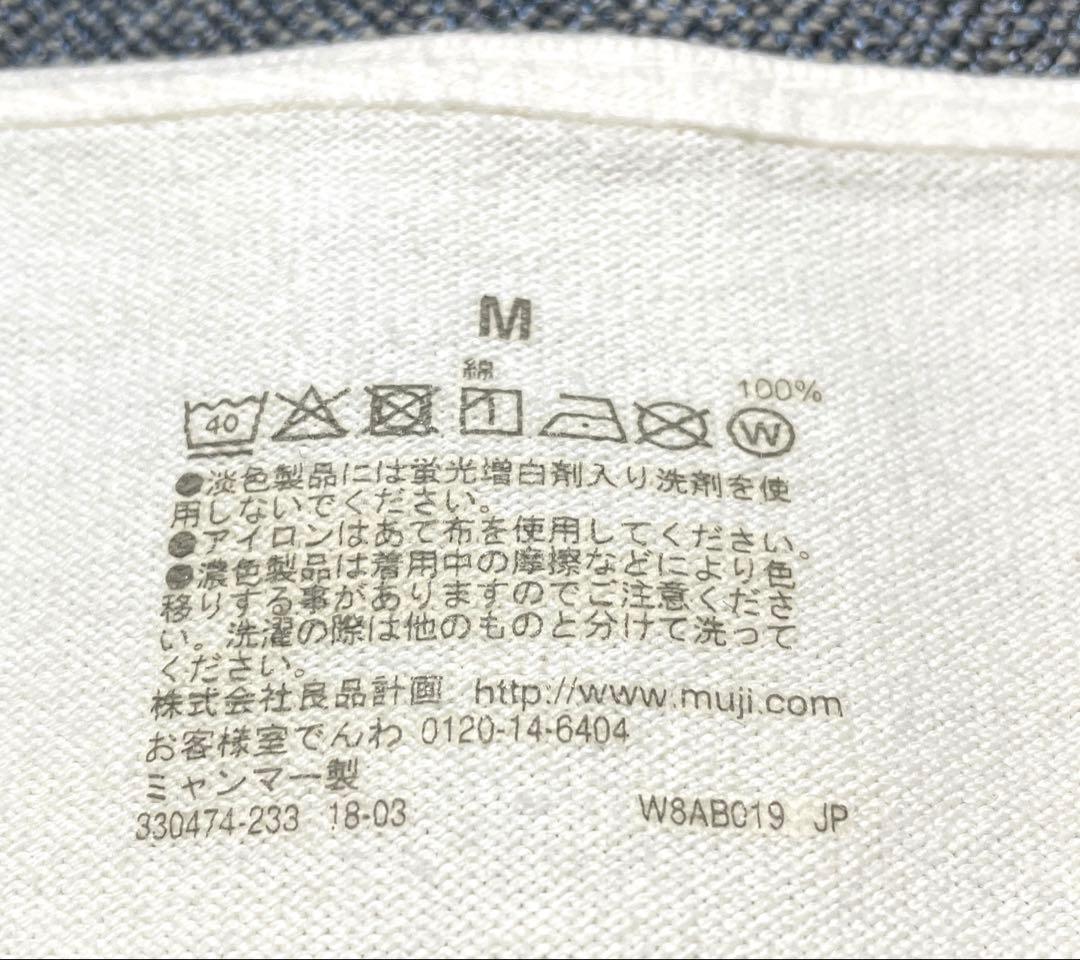 M
綿 100%
40 W
●淡色製品には蛍光増白剤入り洗剤を使
用しないでください。
●アイロンはあて布を使用してください。
●濃色製品は着用中の摩擦などにより色
移りする事がありますのでご注意くださ
い。洗濯の際は他のものと分けて洗って
ください。
株式会社良品計画 http://www.muji.com
お客様室でんわ 0120-14-6404
ミャンマー製
330474-233 18-03 W8AB019 JP